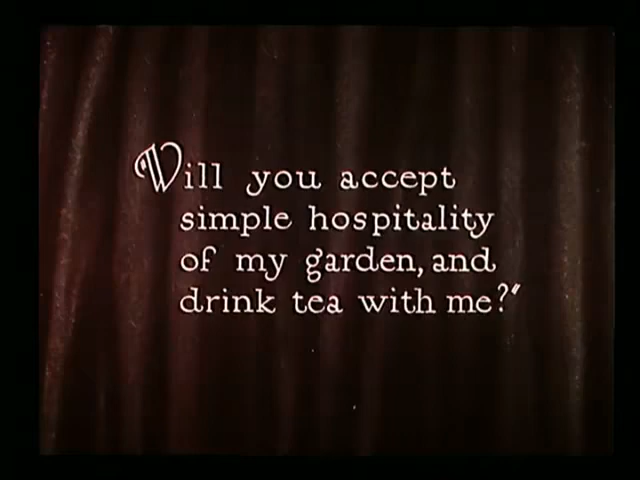 "Will you accept
simple hospitality
of my garden, and
drink tea with me?"